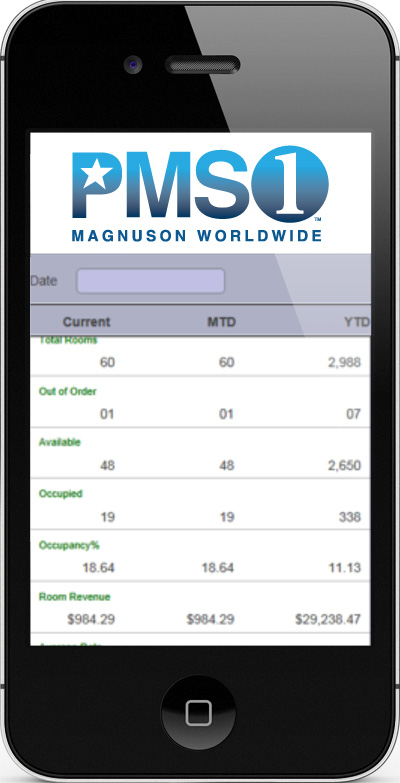 PMS1™
MAGNUSON WORLDWIDE
Date
Current MTD YTD
Total Rooms
60 60 2,988
Out of Order
01 01 07
Available
48 48 2,650
Occupied
19 19 338
Occupancy%
18.64 18.64 11.13
Room Revenue
$984.29 $984.29 $29,238.47